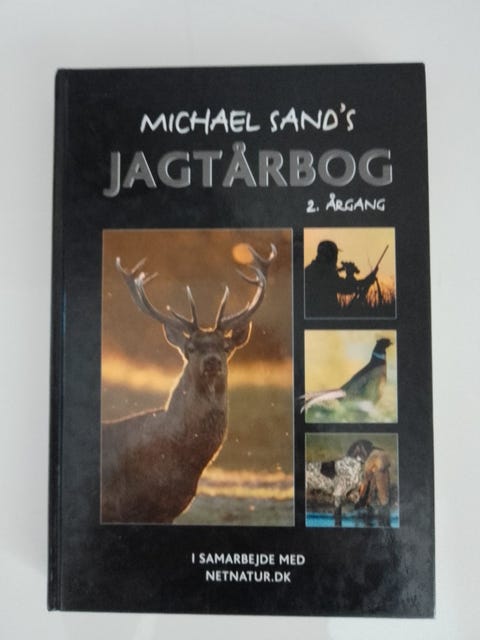 MICHAEL SAND'S
JAGTÅRBOG
2. ÅRGANG
I SAMARBEJDE MED
NETNATUR.DK